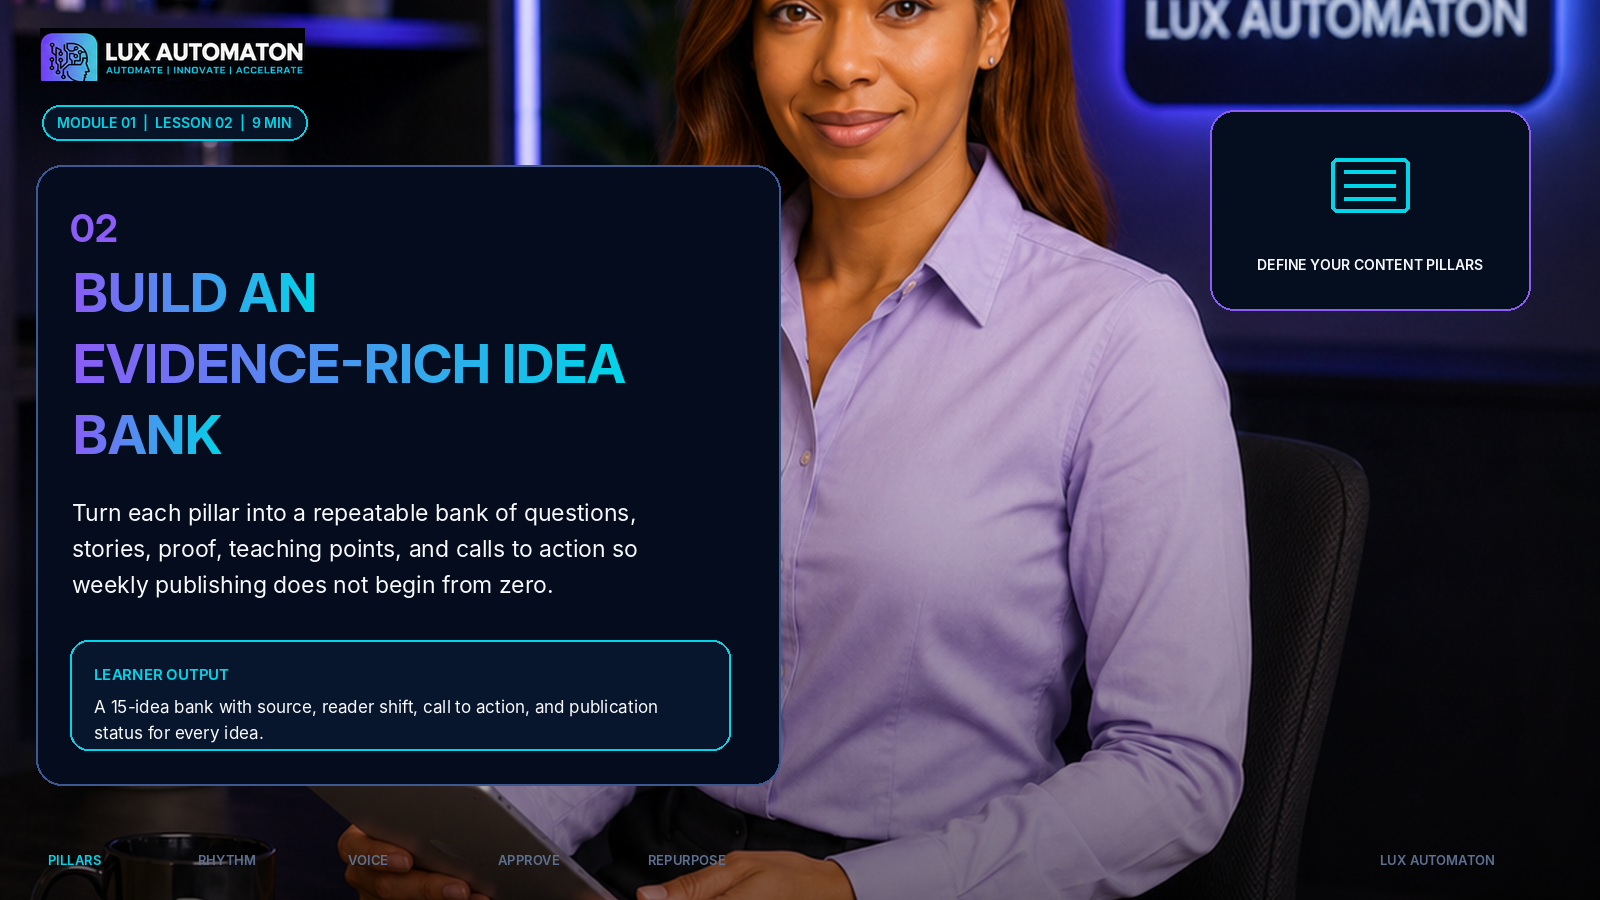 LUX AUTOMATON
AUTOMATE | INNOVATE | ACCELERATE
LUX AUTOMATON
MODULE 01 | LESSON 02 | 9 MIN
DEFINE YOUR CONTENT PILLARS
02
BUILD AN
EVIDENCE-RICH IDEA
BANK
Turn each pillar into a repeatable bank of questions,
stories, proof, teaching points, and calls to action so
weekly publishing does not begin from zero.
LEARNER OUTPUT
A 15-idea bank with source, reader shift, call to action, and publication
status for every idea.
PILLARS RHYTHM VOICE APPROVE REPURPOSE LUX AUTOMATON